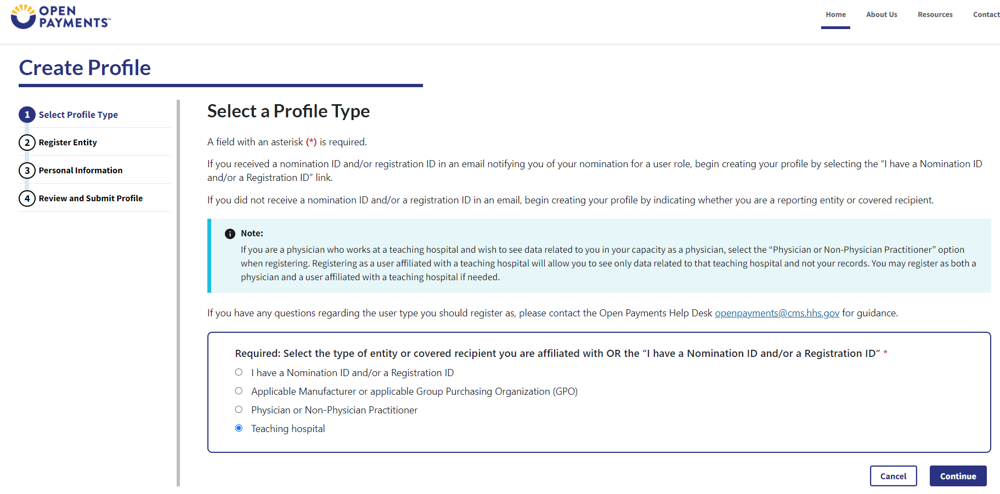 OPEN
PAYMENTS™
Home
About Us
Resources
Contact
Create Profile
1 Select Profile Type
2 Register Entity
3 Personal Information
4 Review and Submit Profile
Select a Profile Type
A field with an asterisk (*) is required.
If you received a nomination ID and/or registration ID in an email notifying you of your nomination for a user role, begin creating your profile by selecting the “I have a Nomination ID
and/or a Registration ID” link.
If you did not receive a nomination ID and/or a registration ID in an email, begin creating your profile by indicating whether you are a reporting entity or covered recipient.
Note:
If you are a physician who works at a teaching hospital and wish to see data related to you in your capacity as a physician, select the “Physician or Non-Physician Practitioner” option
when registering. Registering as a user affiliated with a teaching hospital will allow you to see only data related to that teaching hospital and not your records. You may register as both a
physician and a user affiliated with a teaching hospital if needed.
If you have any questions regarding the user type you should register as, please contact the Open Payments Help Desk openpayments@cms.hhs.gov for guidance.
Required: Select the type of entity or covered recipient you are affiliated with OR the “I have a Nomination ID and/or a Registration ID” *
I have a Nomination ID and/or a Registration ID
Applicable Manufacturer or applicable Group Purchasing Organization (GPO)
Physician or Non-Physician Practitioner
Teaching hospital
Cancel
Continue